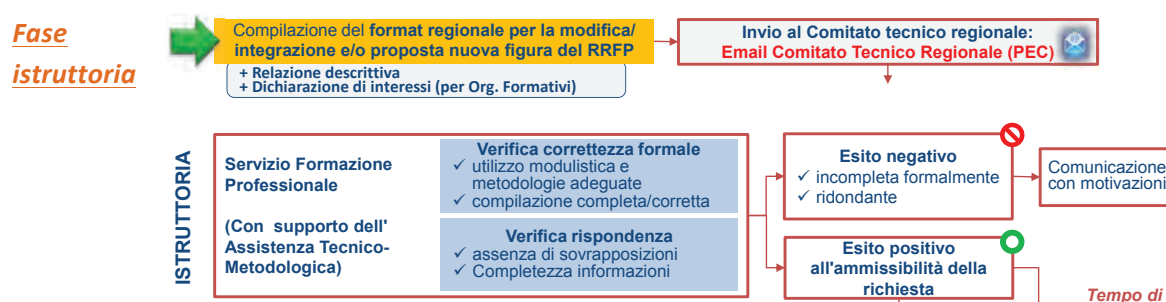 Fase
istruttoria
Compilazione del format regionale per la modifica/
integrazione e/o proposta nuova figura del RRFP
+ Relazione descrittiva
+ Dichiarazione di interessi (per Org. Formativi)
Invio al Comitato tecnico regionale:
Email Comitato Tecnico Regionale (PEC)
ISTRUTTORIA
Servizio Formazione
Professionale
(Con supporto dell'
Assistenza Tecnico-
Metodologica)
Verifica correttezza formale
✓ utilizzo modulistica e
metodologie adeguate
✓ compilazione completa/corretta
Verifica rispondenza
✓ assenza di sovrapposizioni
✓ Completezza informazioni
Esito negativo
✓ incompleta formalmente
✓ ridondante
Comunicazione
con motivazioni
Esito positivo
all'ammissibilità della
richiesta
Tempo di